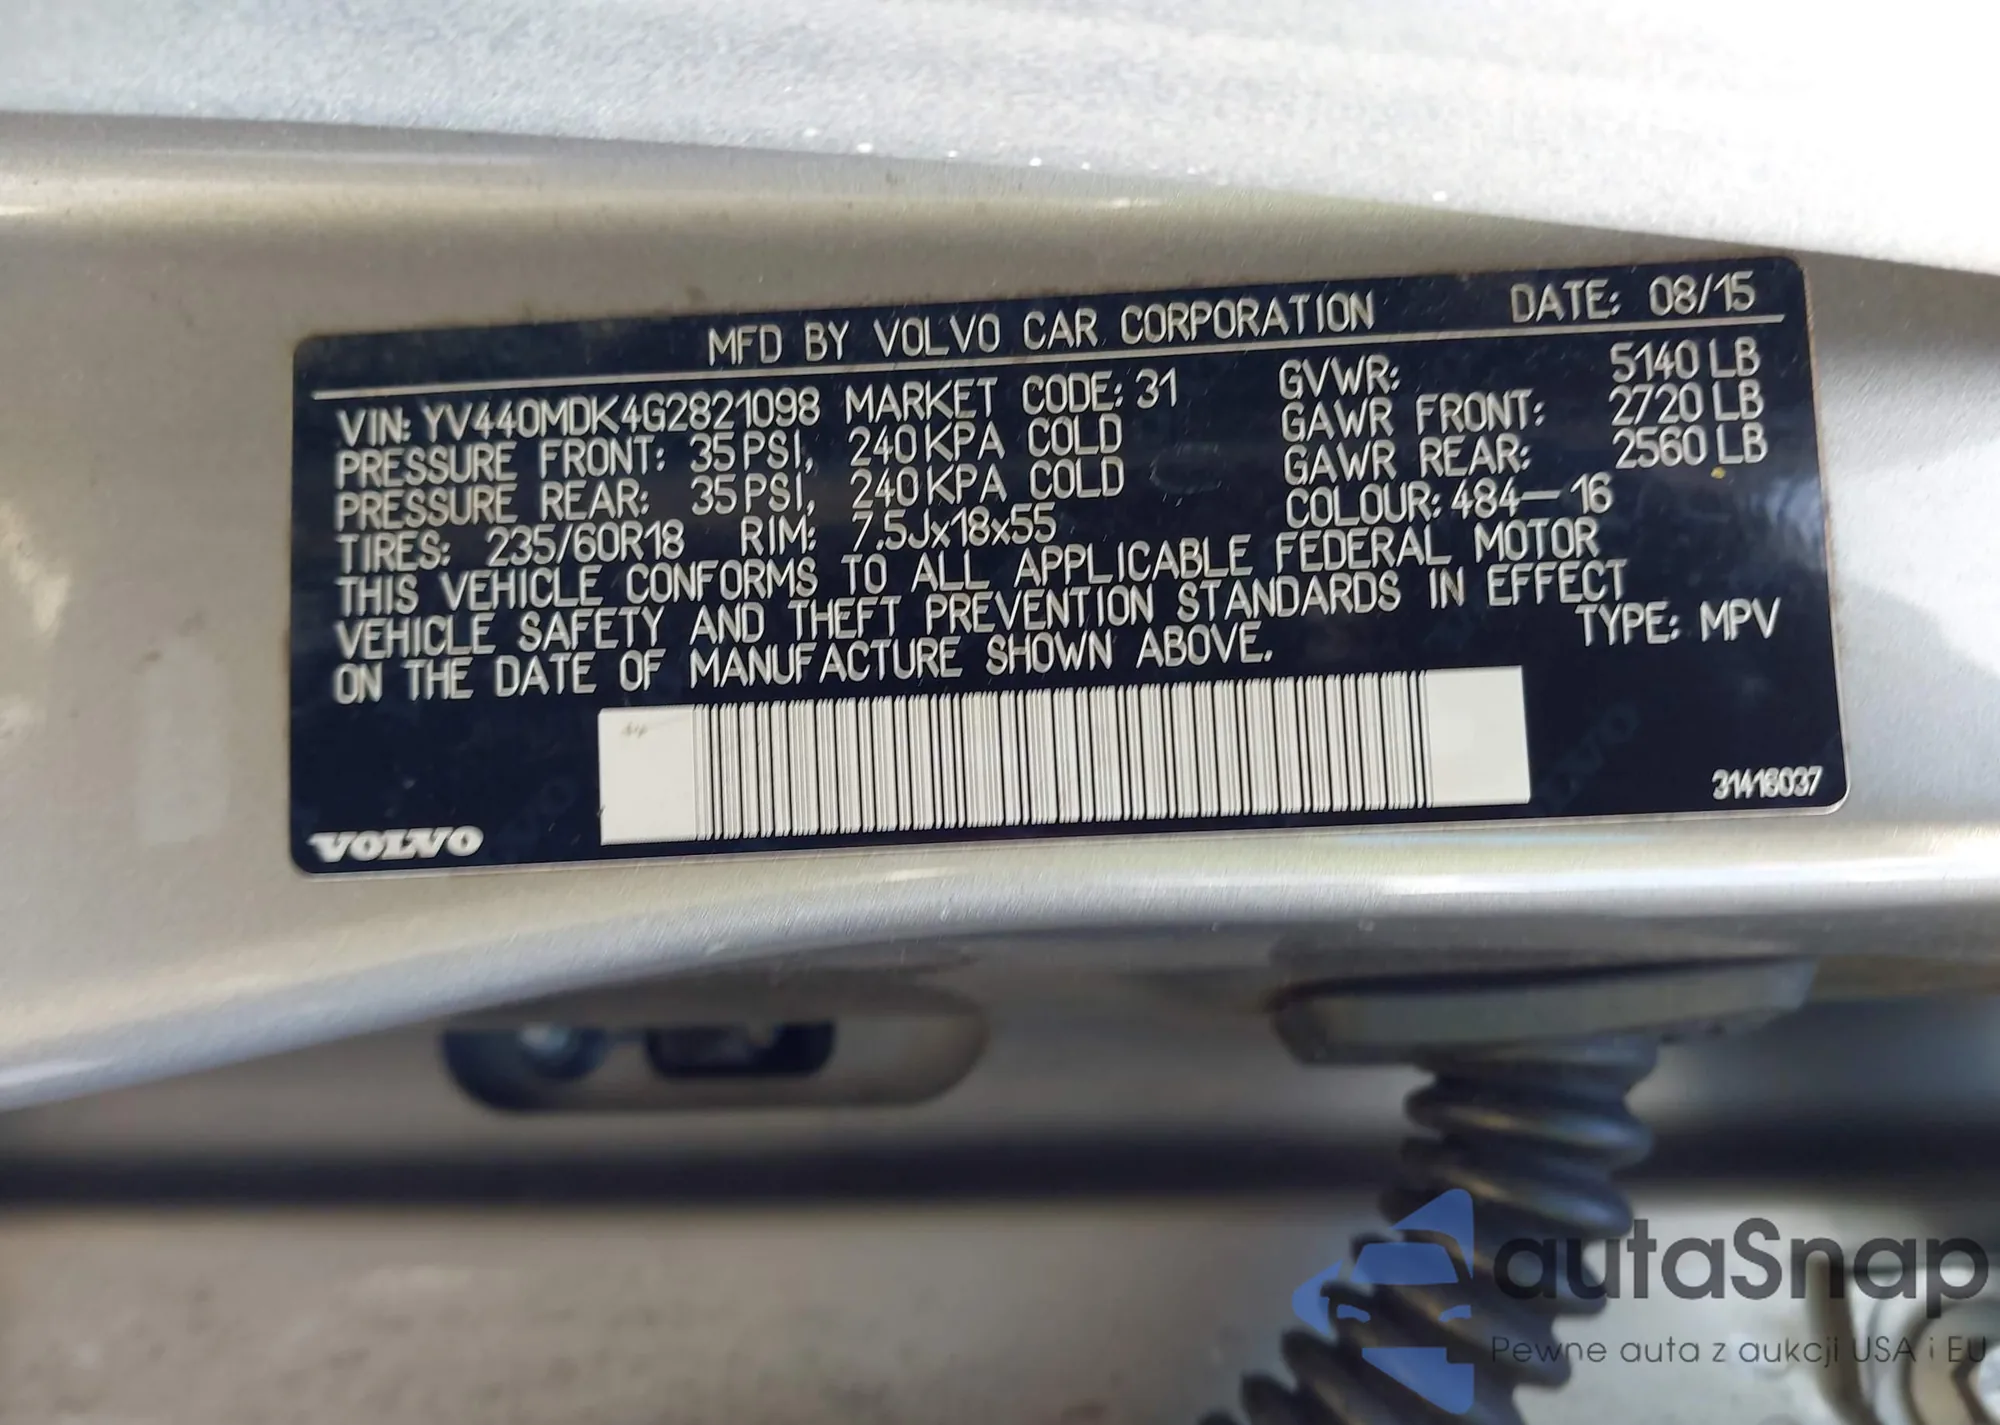 MFD BY VOLVO CAR CORPORATION DATE: 08/15
VIN: YV440MDK4G2821098 MARKET CODE: 31 GVWR: 5140 LB
PRESSURE FRONT: 35 PSI, 240 KPA COLD GAWR FRONT: 2720 LB
PRESSURE REAR: 35 PSI, 240 KPA COLD GAWR REAR: 2560 LB
TIRES: 235/60R18 RIM: 7.5Jx18x55 COLOUR: 484-16
THIS VEHICLE CONFORMS TO ALL APPLICABLE FEDERAL MOTOR
VEHICLE SAFETY AND THEFT PREVENTION STANDARDS IN EFFECT
ON THE DATE OF MANUFACTURE SHOWN ABOVE. TYPE: MPV
31416037
VOLVO
autaSnap
Pewne auta z aukcji USA i EU